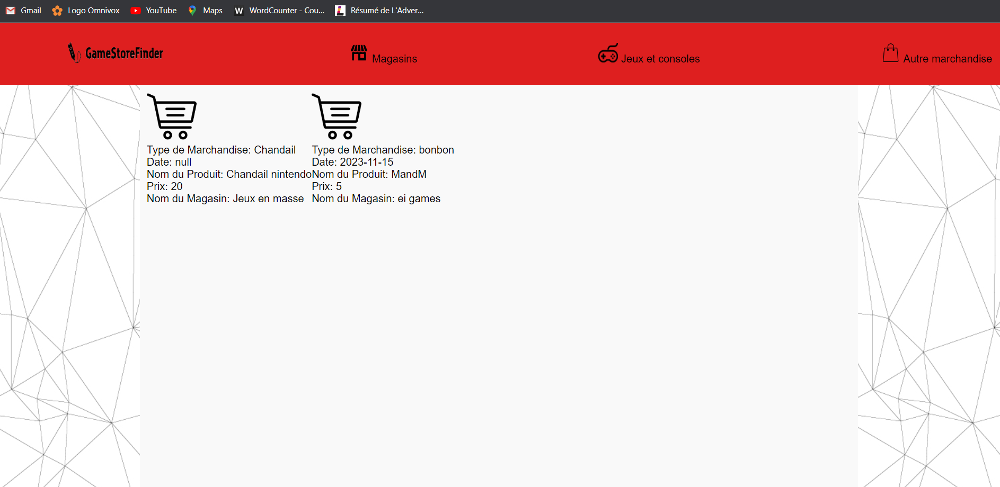 Gmail
Logo Omnivox
YouTube
Maps
W WordCounter - Cou...
L Résumé de L'Adver...
GameStoreFinder
Magasins
Jeux et consoles
Autre marchandise
Type de Marchandise: Chandail
Date: null
Nom du Produit: Chandail nintendo
Prix: 20
Nom du Magasin: Jeux en masse
Type de Marchandise: bonbon
Date: 2023-11-15
Nom du Produit: MandM
Prix: 5
Nom du Magasin: ei games